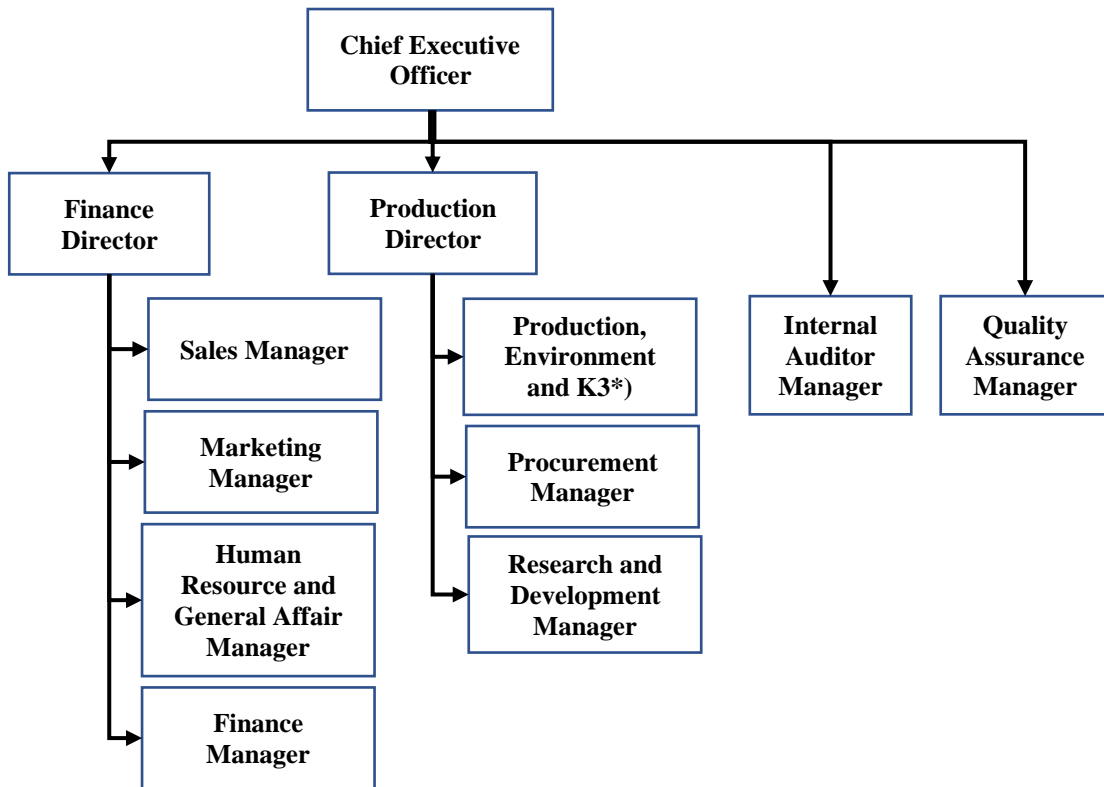 Chief Executive
Officer
Finance
Director
Production
Director
Sales Manager
Marketing
Manager
Human
Resource and
General Affair
Manager
Finance
Manager
Production,
Environment
and K3*)
Procurement
Manager
Research and
Development
Manager
Internal
Auditor
Manager
Quality
Assurance
Manager